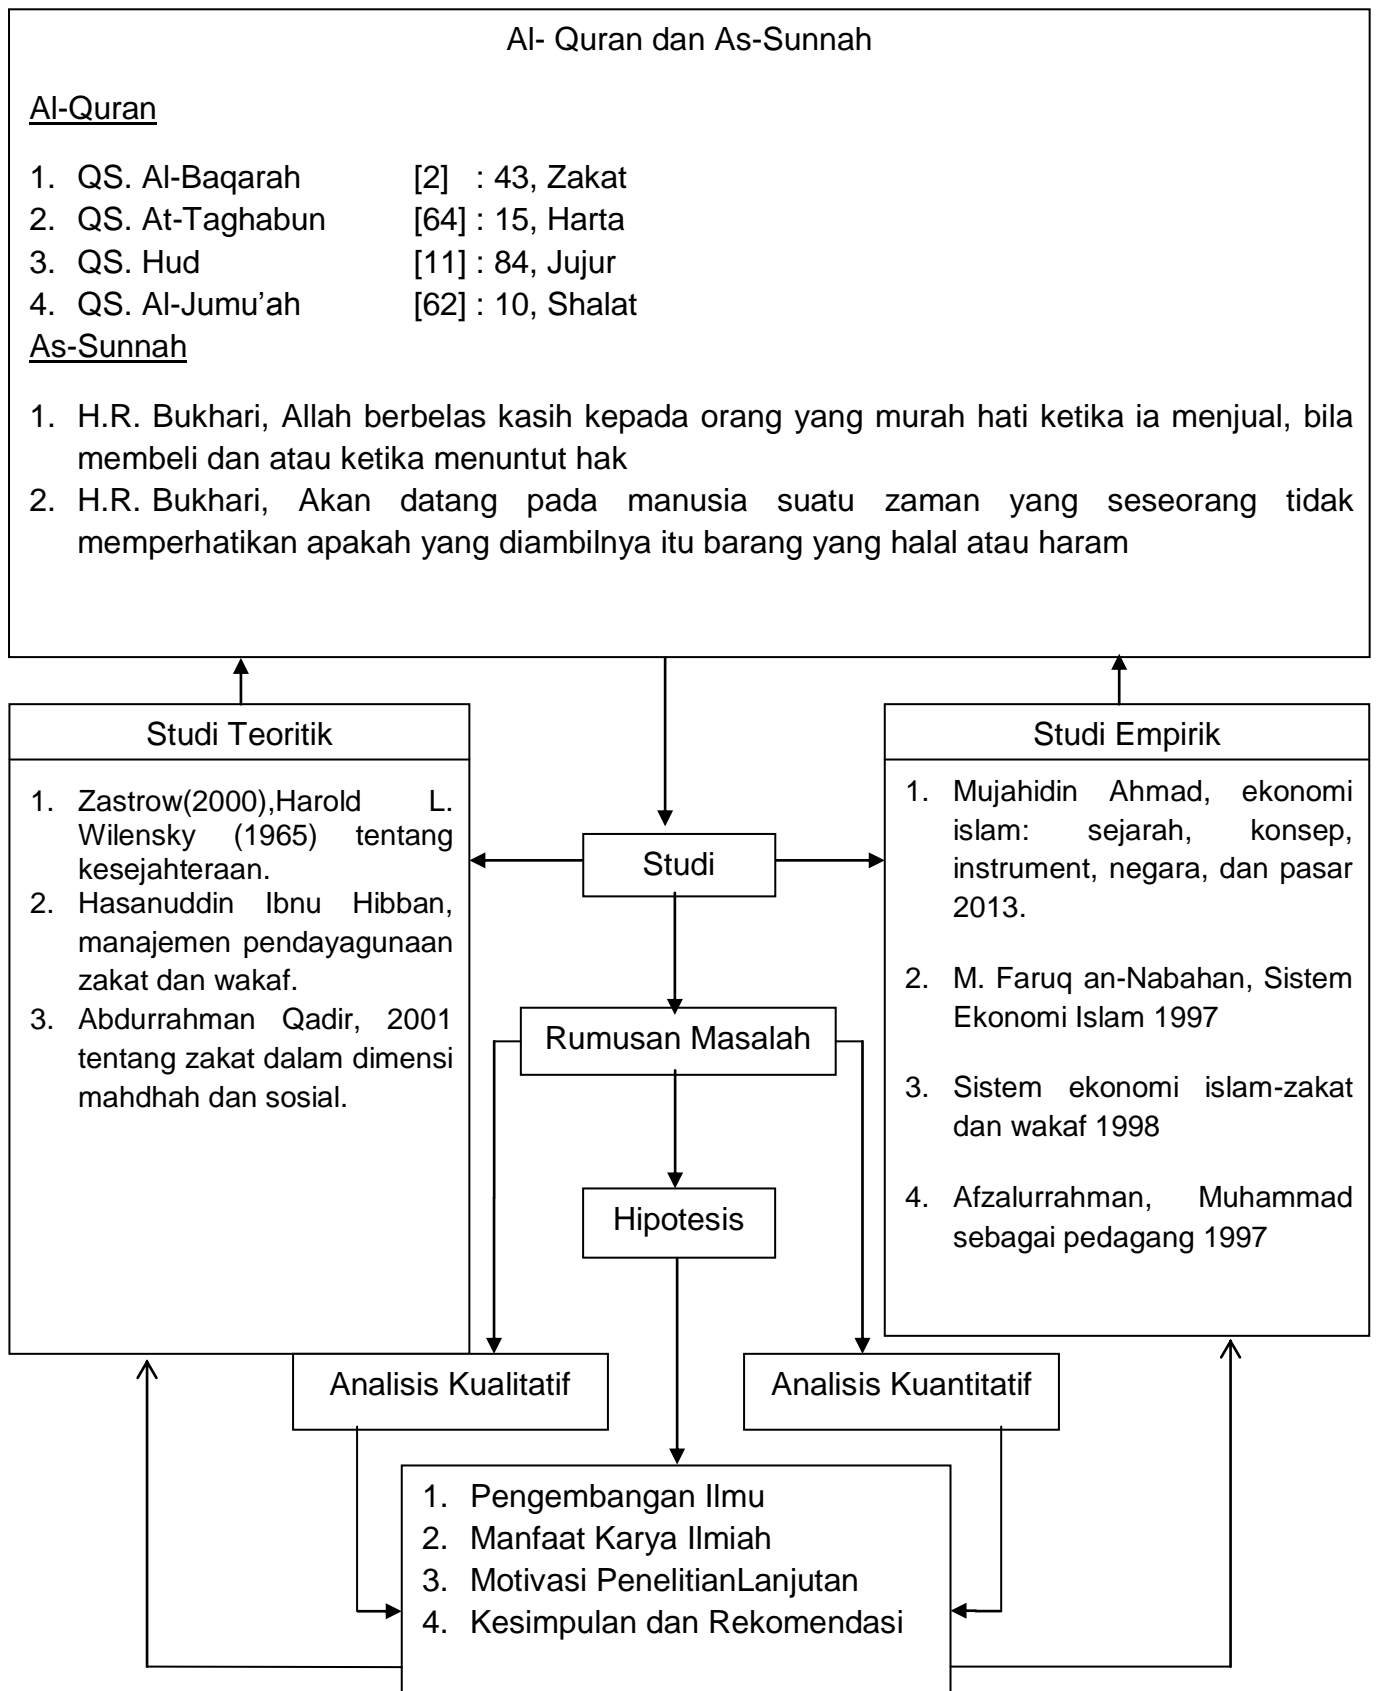 Al- Quran dan As-Sunnah
Al-Quran
1. QS. Al-Baqarah [2] : 43, Zakat
2. QS. At-Taghabun [64] : 15, Harta
3. QS. Hud [11] : 84, Jujur
4. QS. Al-Jumu’ah [62] : 10, Shalat
As-Sunnah
1. H.R. Bukhari, Allah berbelas kasih kepada orang yang murah hati ketika ia menjual, bila
membeli dan atau ketika menuntut hak
2. H.R. Bukhari, Akan datang pada manusia suatu zaman yang seseorang tidak
memperhatikan apakah yang diambilnya itu barang yang halal atau haram
Studi Teoritik
1. Zastrow(2000),Harold L.
Wilensky (1965) tentang
kesejahteraan.
2. Hasanuddin Ibnu Hibban,
manajemen pendayagunaan
zakat dan wakaf.
3. Abdurrahman Qadir, 2001
tentang zakat dalam dimensi
mahdhah dan sosial.
Studi
Rumusan Masalah
Hipotesis
Studi Empirik
1. Mujahidin Ahmad, ekonomi
islam: sejarah, konsep,
instrument, negara, dan pasar
2013.
2. M. Faruq an-Nabahan, Sistem
Ekonomi Islam 1997
3. Sistem ekonomi islam-zakat
dan wakaf 1998
4. Afzalurrahman, Muhammad
sebagai pedagang 1997
Analisis Kualitatif
Analisis Kuantitatif
1. Pengembangan Ilmu
2. Manfaat Karya Ilmiah
3. Motivasi PenelitianLanjutan
4. Kesimpulan dan Rekomendasi